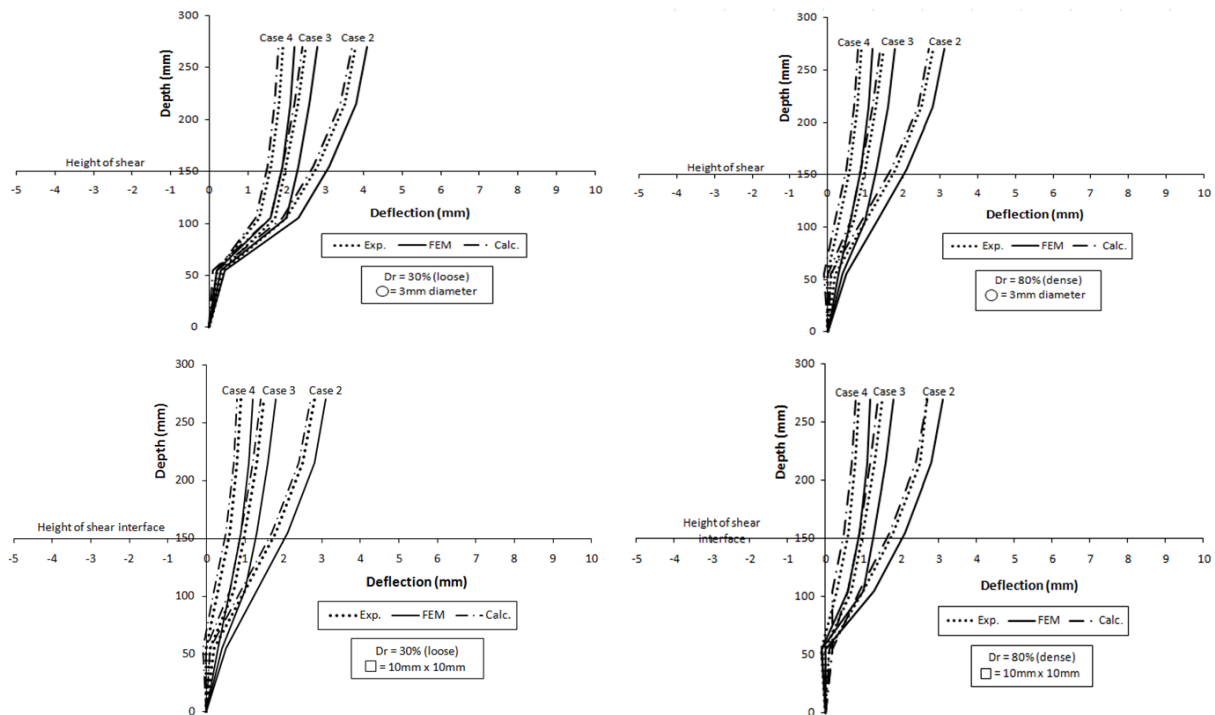 300
Case 4 Case 3 Case 2
250
200
Depth (mm)
Height of shear
150
-5 -4 -3 -2 -1 0 1 2 3 4 5 6 7 8 9 10
Deflection (mm)
100
Exp. FEM Calc.
50
Dr = 30% (loose)
= 3mm diameter
0
300
Case 4 Case 3 Case 2
250
200
Depth (mm)
Height of shear
150
-5 -4 -3 -2 -1 0 1 2 3 4 5 6 7 8 9 10
Deflection (mm)
100
Exp. FEM Calc.
50
Dr = 80% (dense)
= 3mm diameter
0
300
Case 4 Case 3 Case 2
250
200
Depth (mm)
Height of shear interface
150
-5 -4 -3 -2 -1 0 1 2 3 4 5 6 7 8 9 10
Deflection (mm)
100
Exp. FEM Calc.
50
Dr = 30% (loose)
= 10mm x 10mm
0
300
Case 4 Case 3 Case 2
250
200
Depth (mm)
Height of shear
interface
150
-5 -4 -3 -2 -1 0 1 2 3 4 5 6 7 8 9 10
Deflection (mm)
100
Exp. FEM Calc.
50
Dr = 80% (dense)
= 10mm x 10mm
0